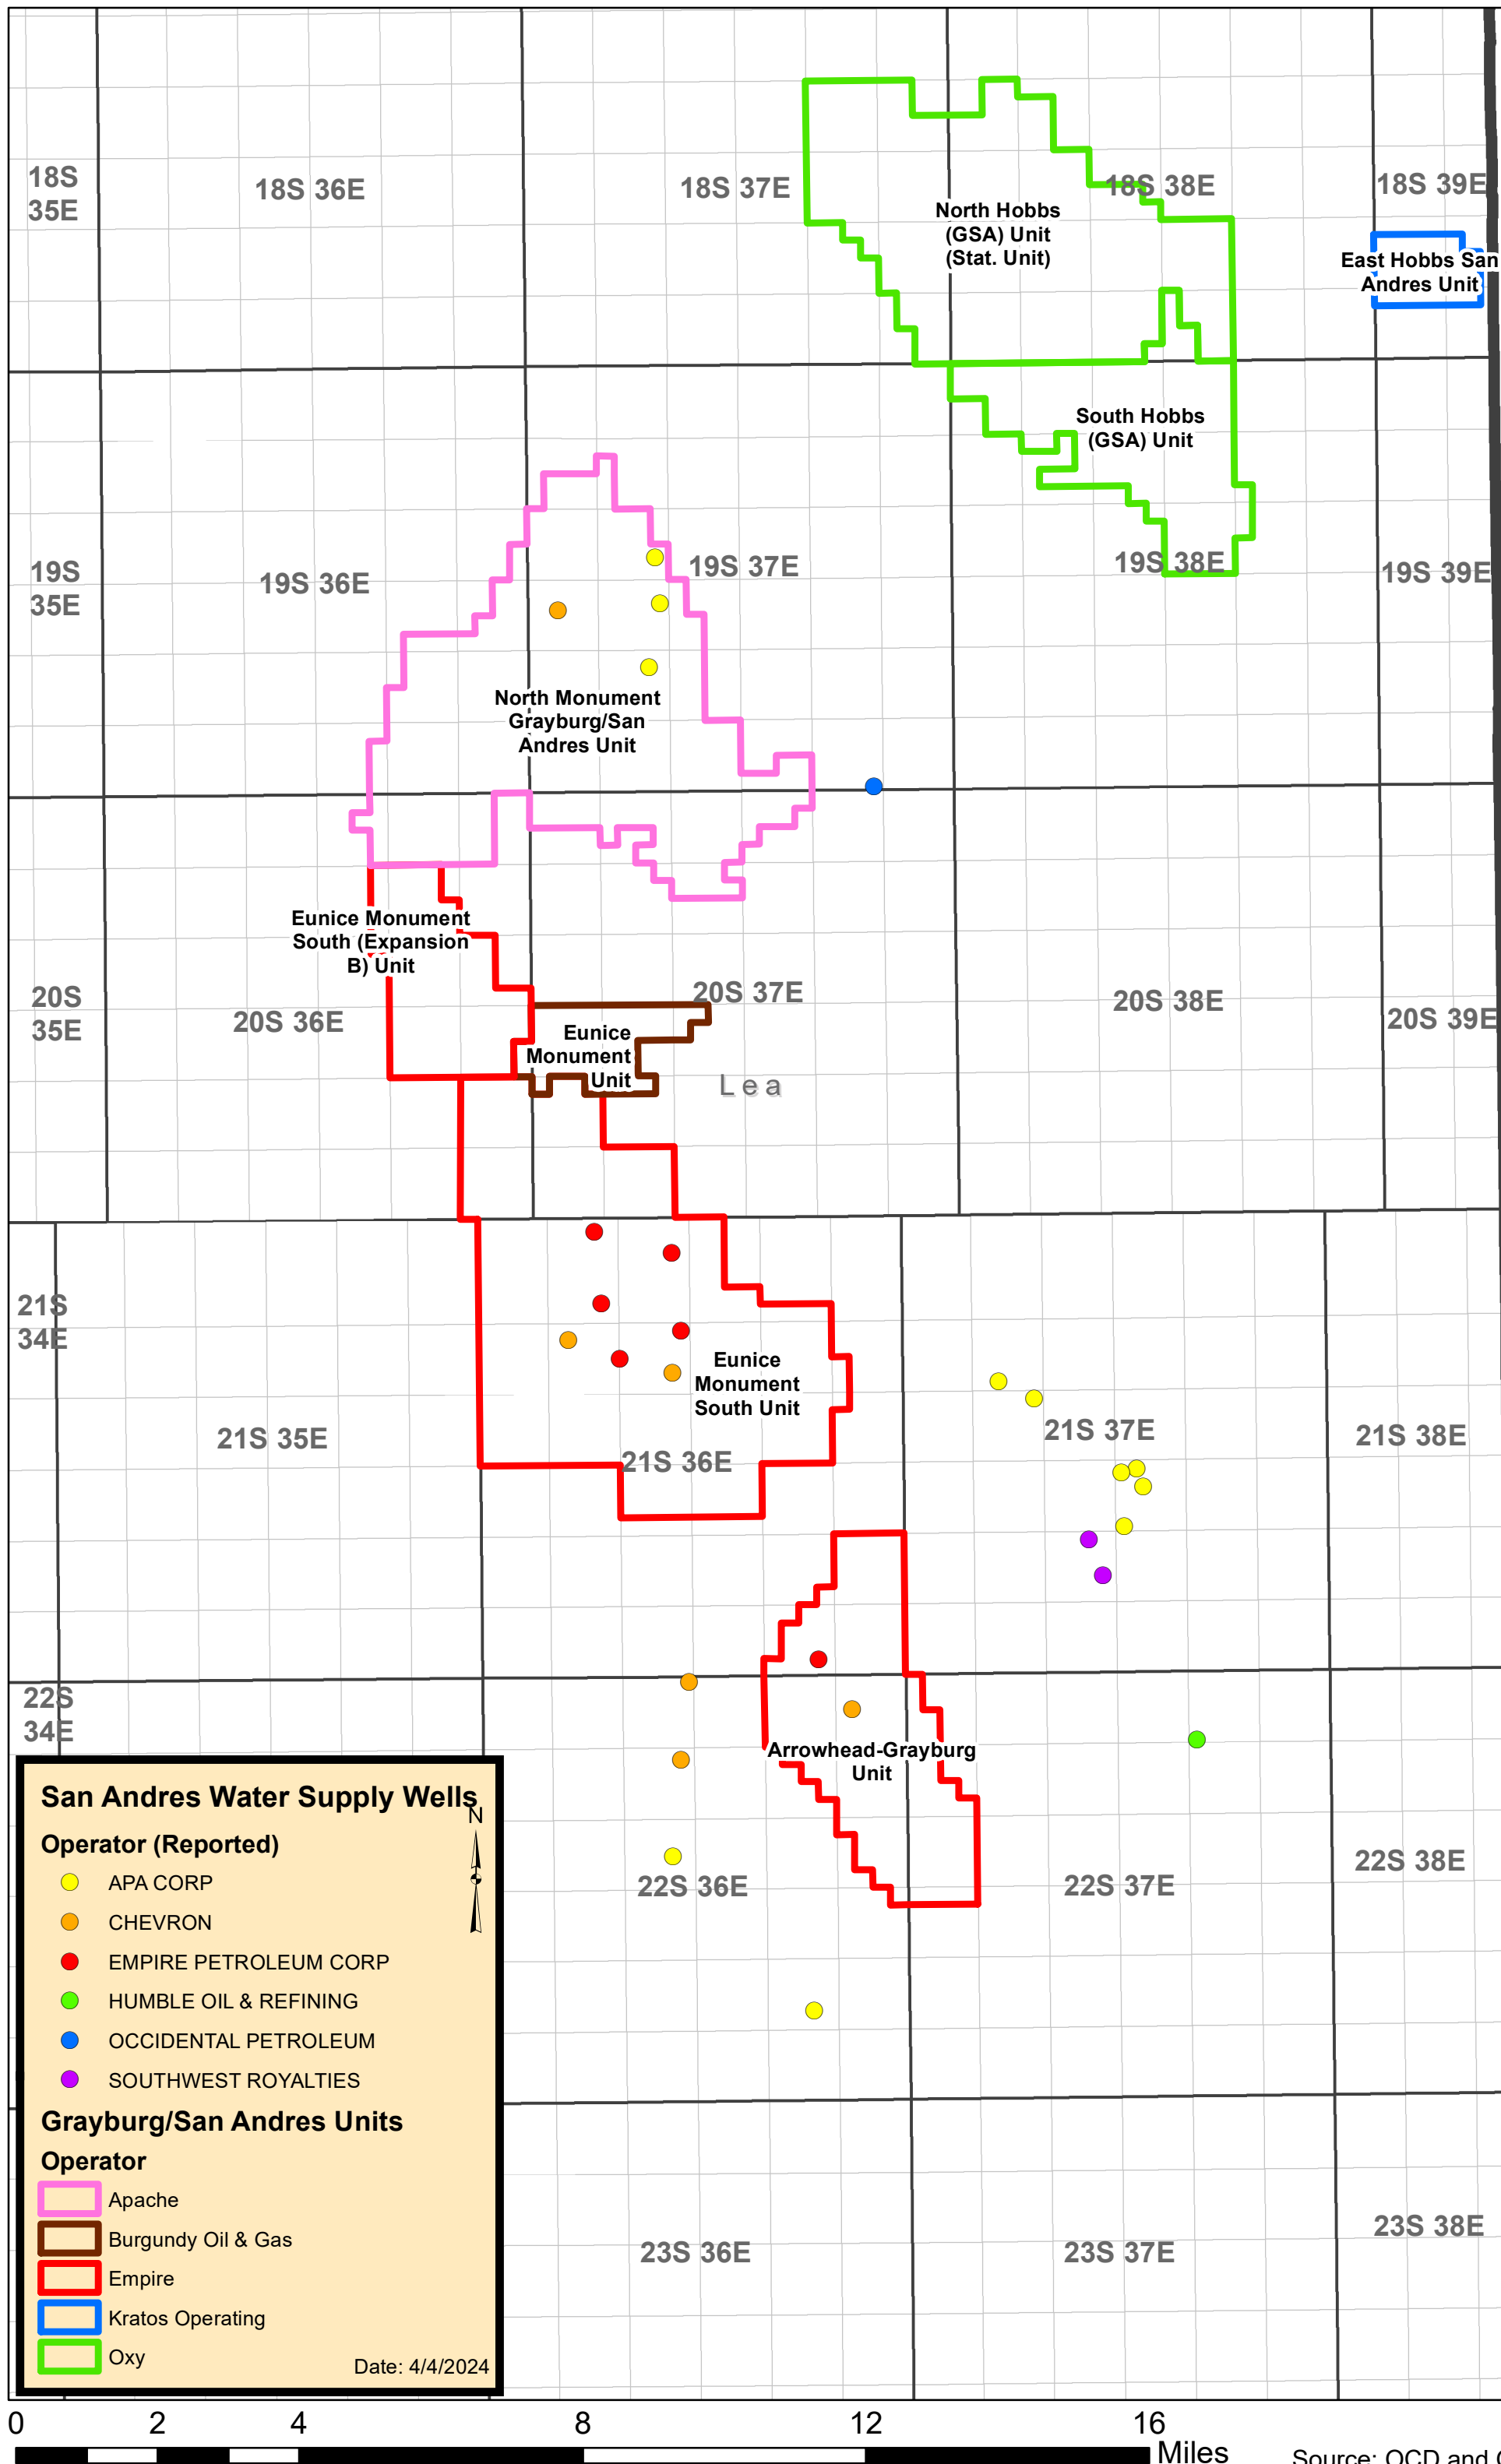 18S
35E
18S 36E
18S 37E
18S 38E
18S 39E
North Hobbs
(GSA) Unit
(Stat. Unit)
East Hobbs San
Andres Unit
South Hobbs
(GSA) Unit
19S
35E
19S 36E
19S 37E
19S 38E
19S 39E
North Monument
Grayburg/San
Andres Unit
Eunice Monument
South (Expansion
B) Unit
20S
35E
20S 36E
20S 37E
20S 38E
20S 39E
Eunice
Monument
Unit
Lea
21S
34E
21S 35E
Eunice
Monument
South Unit
21S 36E
21S 37E
21S 38E
22S
34E
Arrowhead-Grayburg
Unit
22S 36E
22S 37E
22S 38E
23S 36E
23S 37E
23S 38E
San Andres Water Supply Wells
N
Operator (Reported)
APA CORP
CHEVRON
EMPIRE PETROLEUM CORP
HUMBLE OIL & REFINING
OCCIDENTAL PETROLEUM
SOUTHWEST ROYALTIES
Grayburg/San Andres Units
Operator
Apache
Burgundy Oil & Gas
Empire
Kratos Operating
Oxy
Date: 4/4/2024
0 2 4 8 12 16
Miles
Source: OCD and